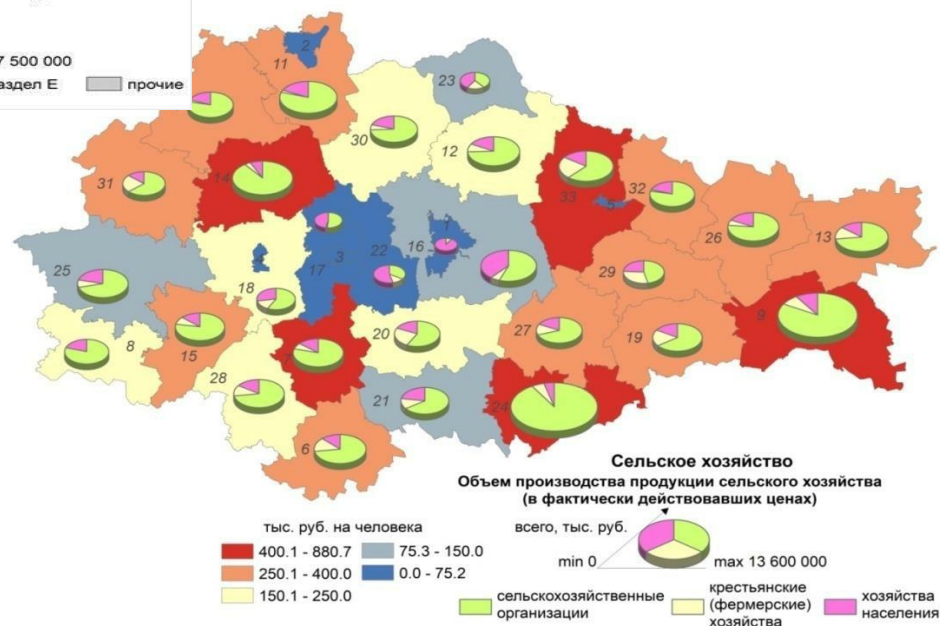 7 500 000
аздел Е
прочие
2
11
23
30
12
14
31
33
32
5
26
13
1
3
22
16
4
17
25
18
29
9
20
27
19
8
15
7
28
21
24
6
Сельское хозяйство
Объем производства продукции сельского хозяйства
(в фактически действовавших ценах)
тыс. руб. на человека
400.1 - 880.7
75.3 - 150.0
250.1 - 400.0
0.0 - 75.2
150.1 - 250.0
всего, тыс. руб.
min 0
max 13 600 000
сельскохозяйственные
организации
крестьянские
(фермерские)
хозяйства
хозяйства
населения